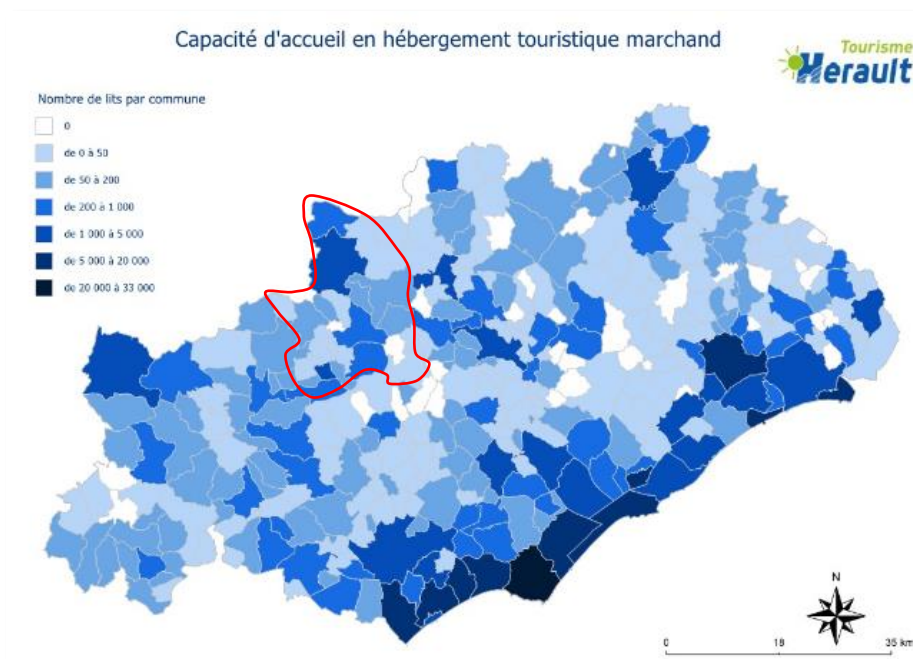 Capacité d'accueil en hébergement touristique marchand
Tourisme
Herault
Nombre de lits par commune
0
de 0 à 50
de 50 à 200
de 200 à 1 000
de 1 000 à 5 000
de 5 000 à 20 000
de 20 000 à 33 000
N
0 18 35 km